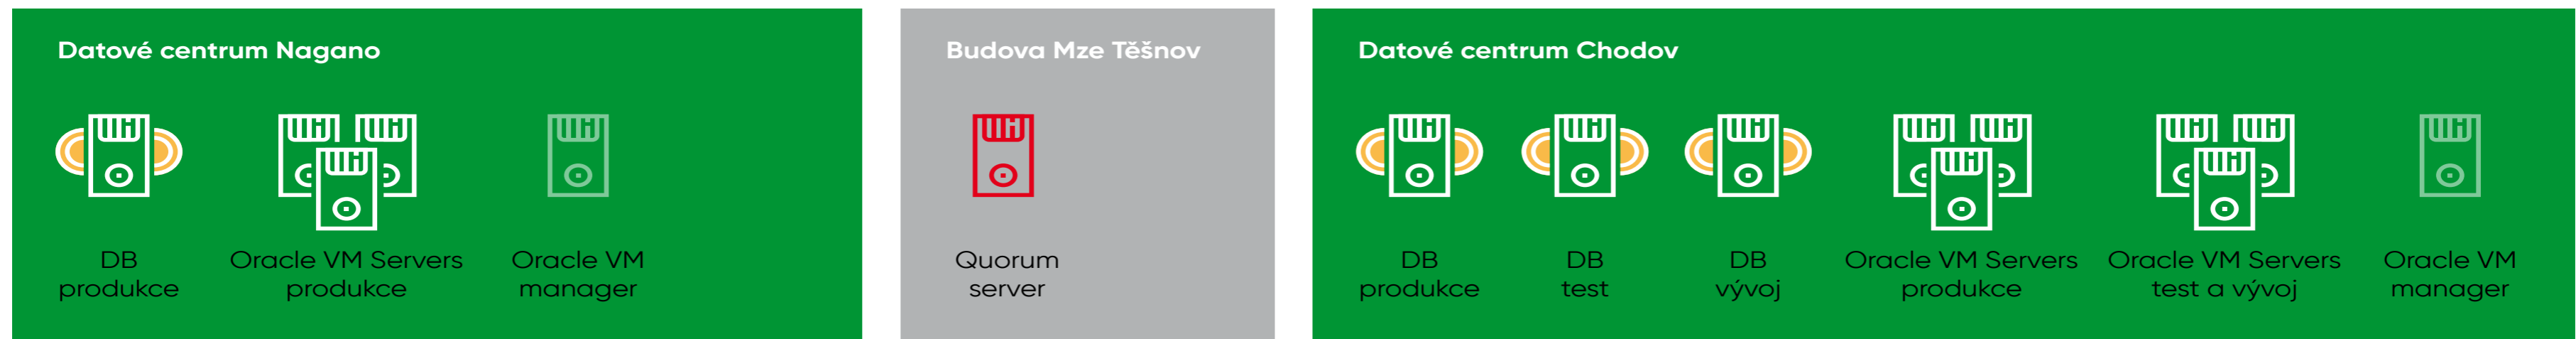 Datové centrum Nagano
DB
produkce
Oracle VM Servers
produkce
Oracle VM
manager
Budova Mze Těšnov
Quorum
server
Datové centrum Chodov
DB
produkce
DB
test
DB
vývoj
Oracle VM Servers
produkce
Oracle VM Servers
test a vývoj
Oracle VM
manager